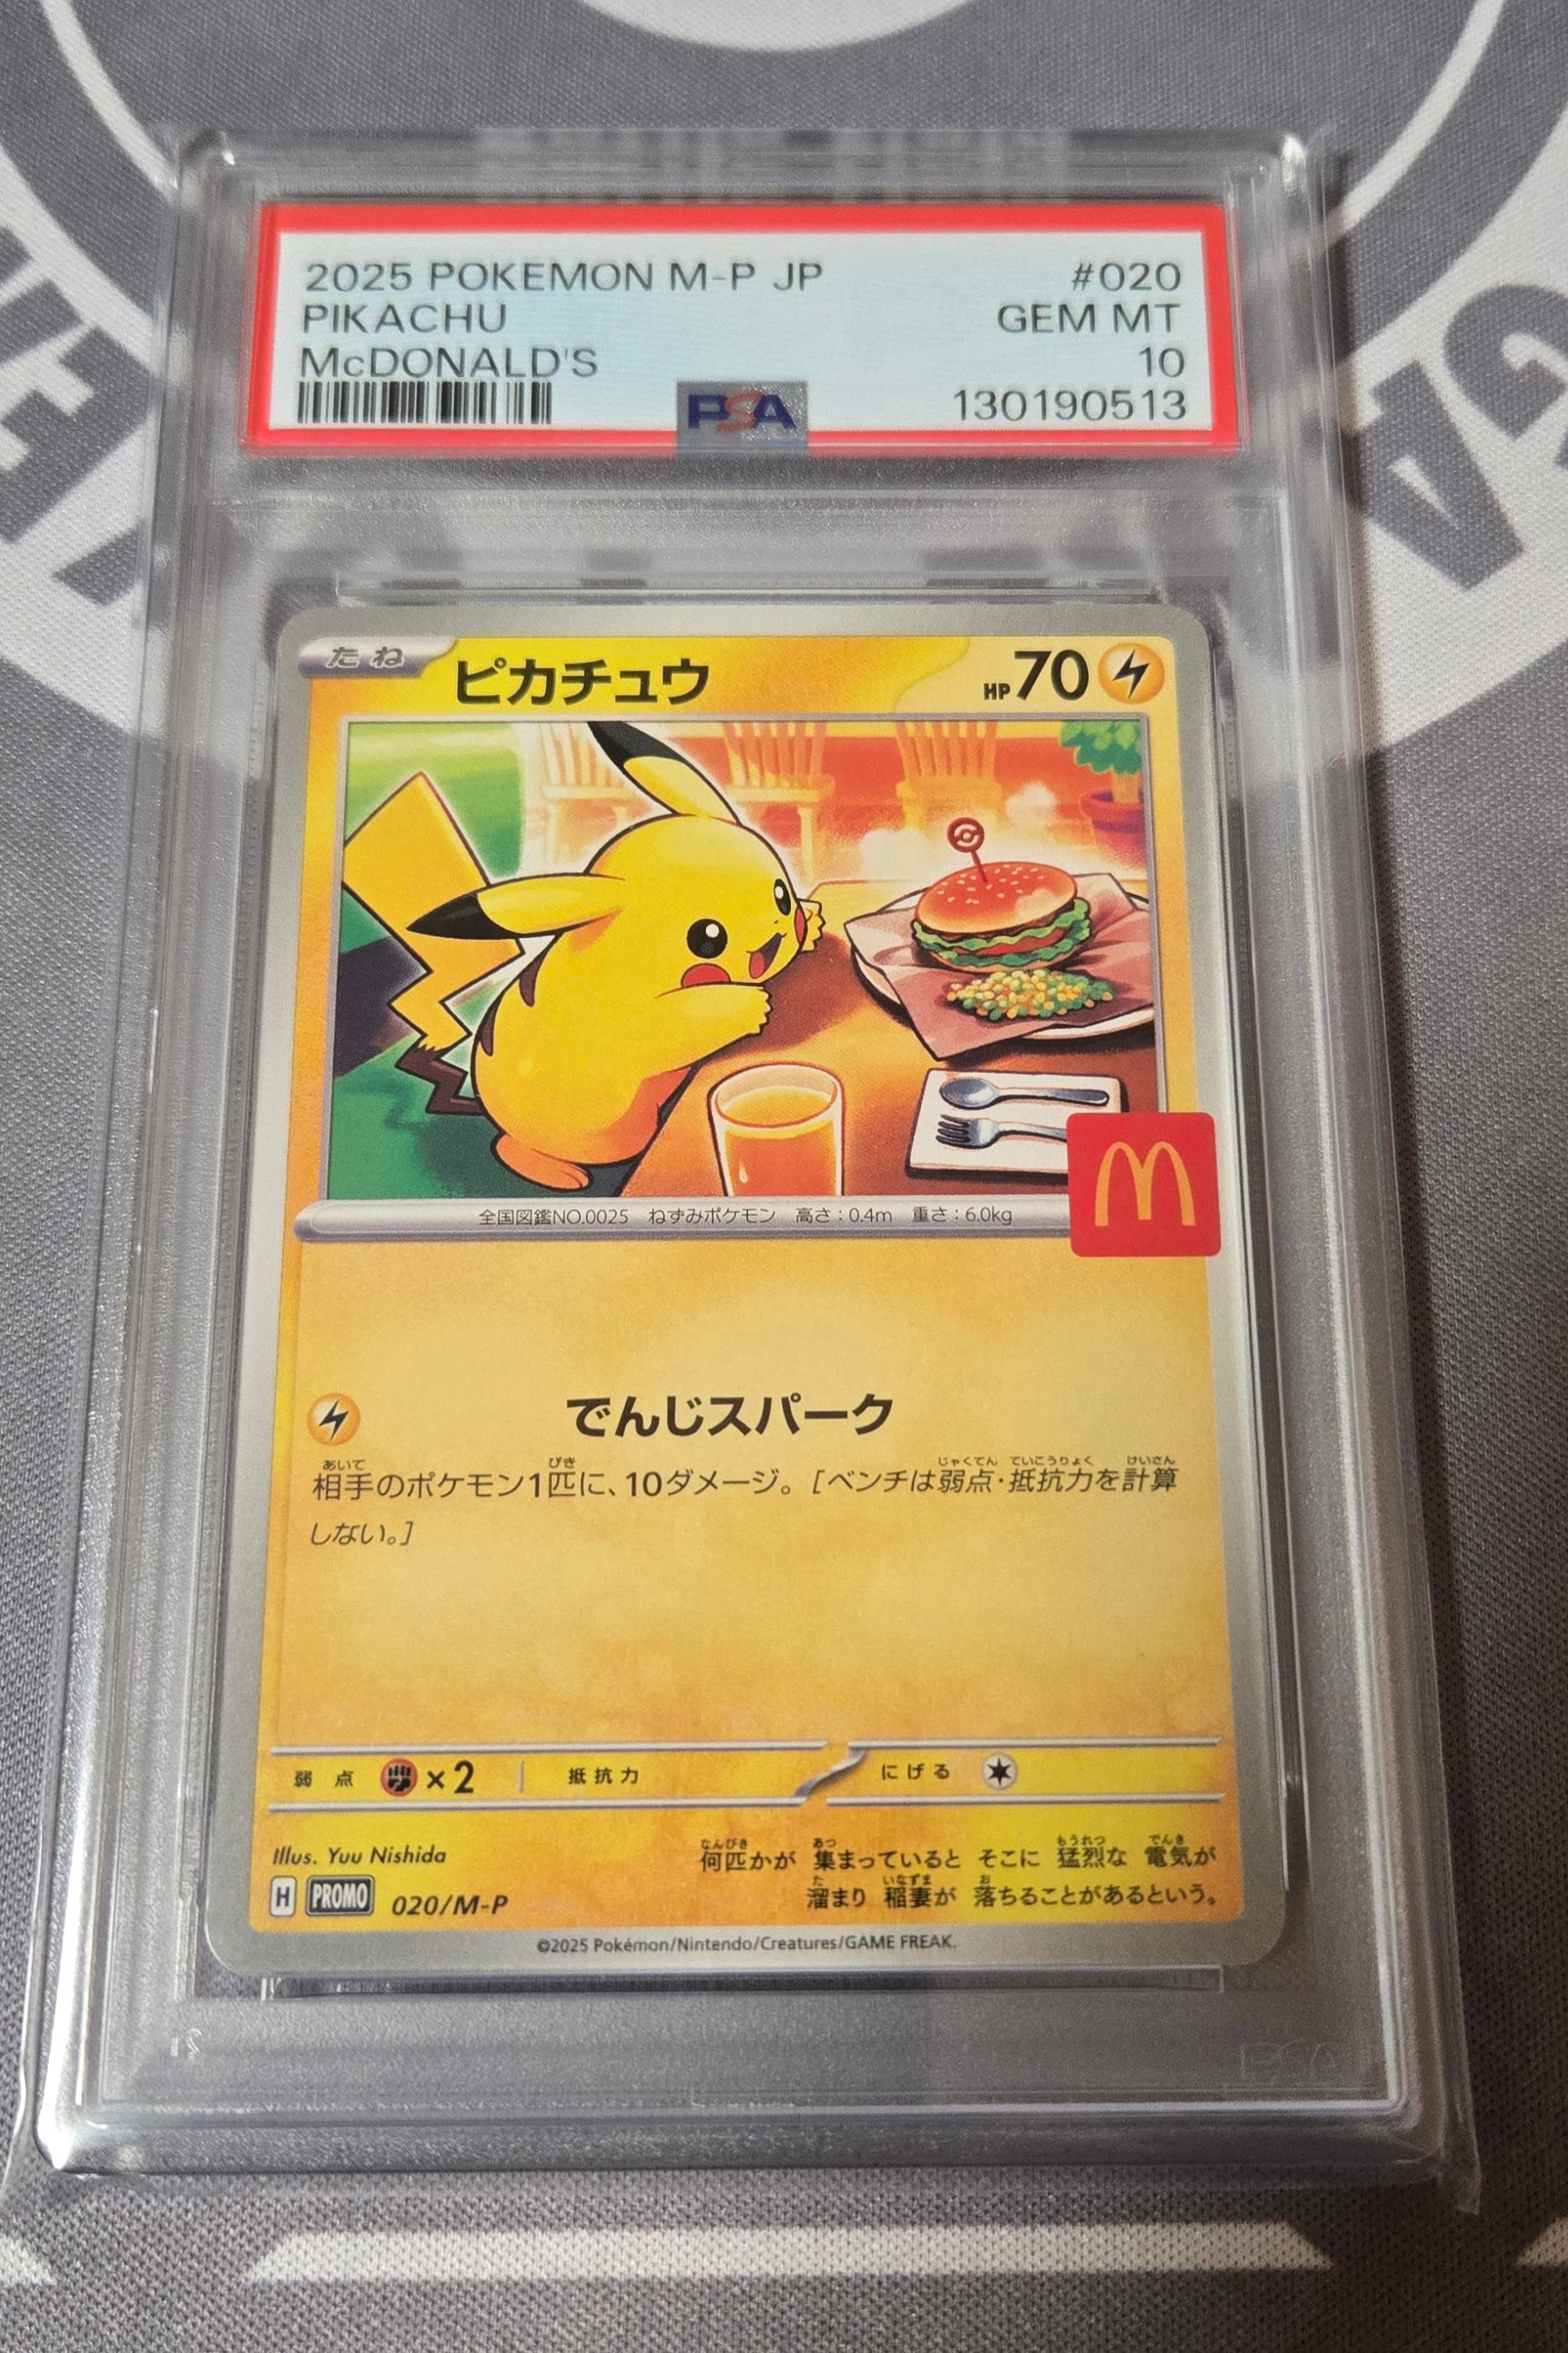 2025 POKEMON M-P JP #020
PIKACHU GEM MT
McDONALD'S 10
PSA 130190513
たね ピカチュウ HP70
全国図鑑NO.0025 ねずみポケモン 高さ：0.4m 重さ：6.0kg
でんじスパーク
相手のポケモン1匹に、10ダメージ。［ベンチは弱点・抵抗力を計算
しない。］
弱点 ×2 抵抗力 にげる
Illus. Yuu Nishida
何匹かが 集まっていると そこに 猛烈な 電気が
溜まり 稲妻が 落ちることがあるという。
H PROMO 020/M-P
©2025 Pokémon/Nintendo/Creatures/GAME FREAK.
PSA